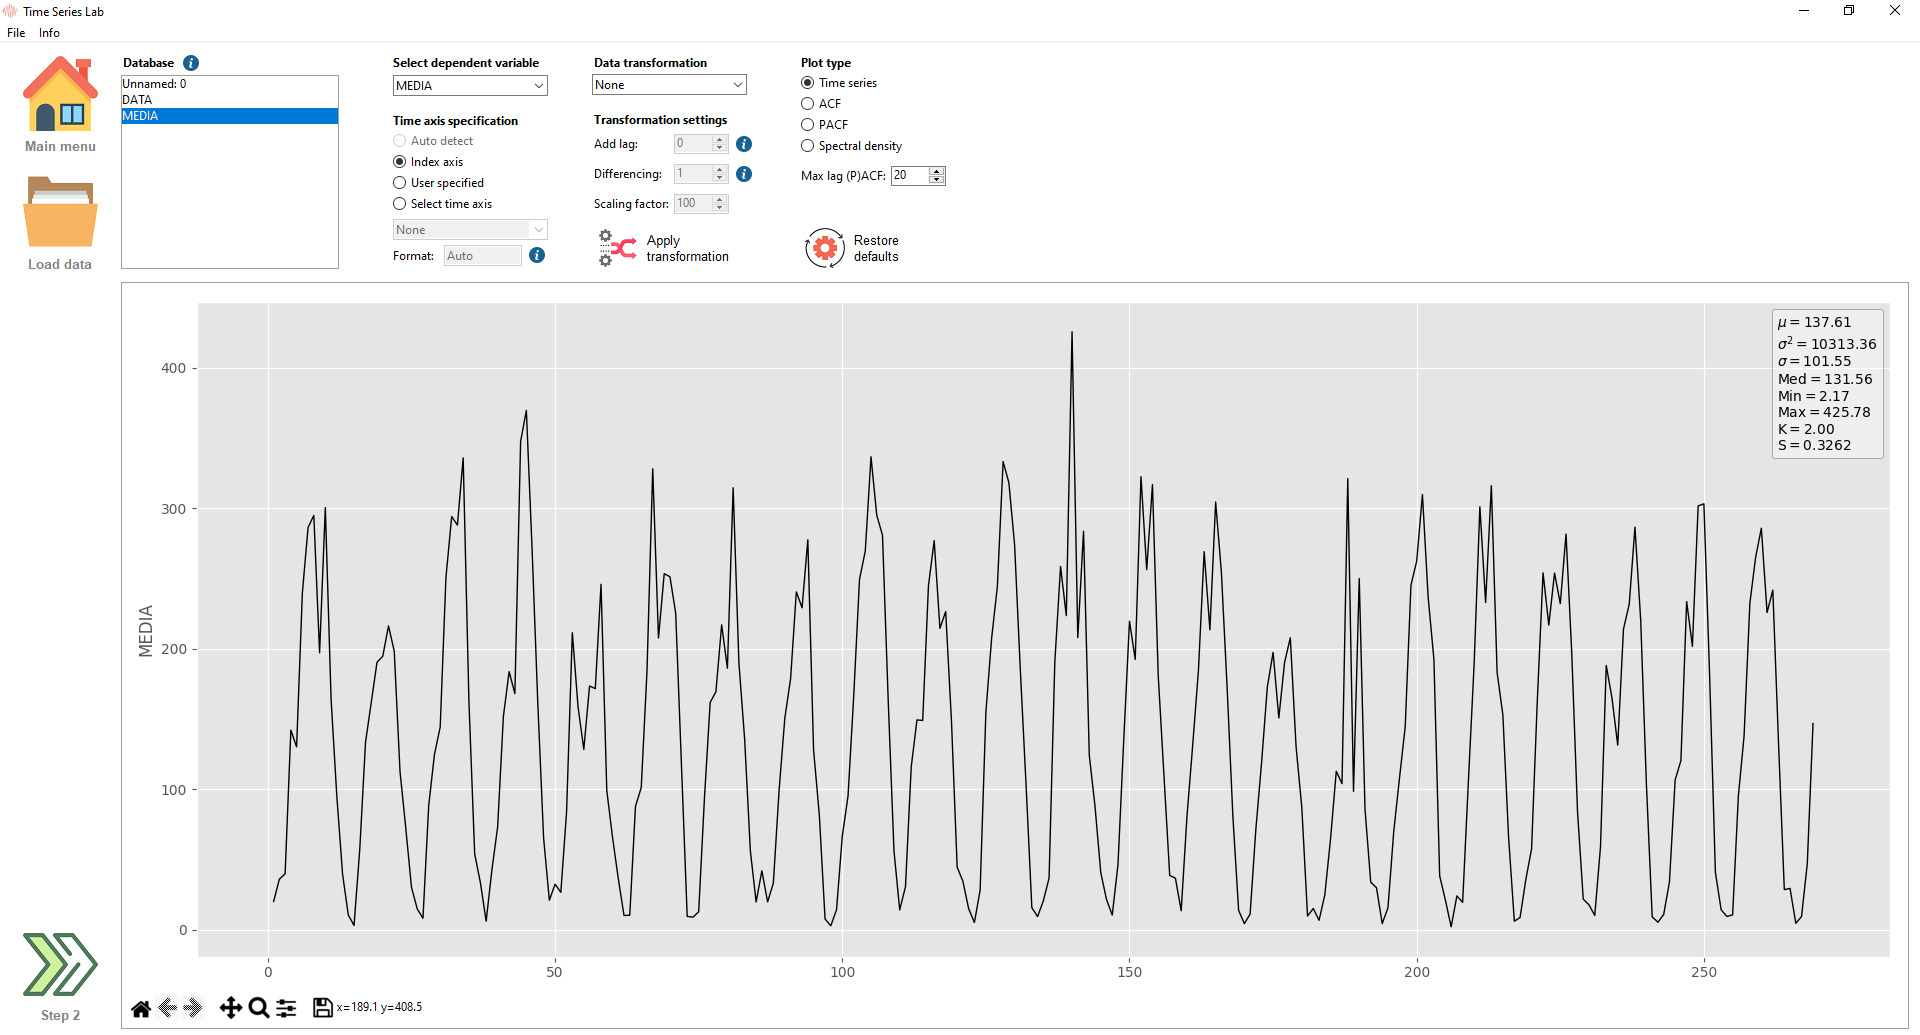 Time Series Lab
File Info
Main menu
Load data
Database
Unnamed: 0
DATA
MEDIA
Select dependent variable
MEDIA
Time axis specification
Auto detect
Index axis
User specified
Select time axis
None
Format: Auto
Data transformation
None
Transformation settings
Add lag: 0
Differencing: 1
Scaling factor: 100
Apply
transformation
Plot type
Time series
ACF
PACF
Spectral density
Max lag (P)ACF: 20
Restore
defaults
μ = 137.61
σ² = 10313.36
σ = 101.55
Med = 131.56
Min = 2.17
Max = 425.78
K = 2.00
S = 0.3262
MEDIA
400
300
200
100
0
0 50 100 150 200 250
x=189.1 y=408.5
Step 2